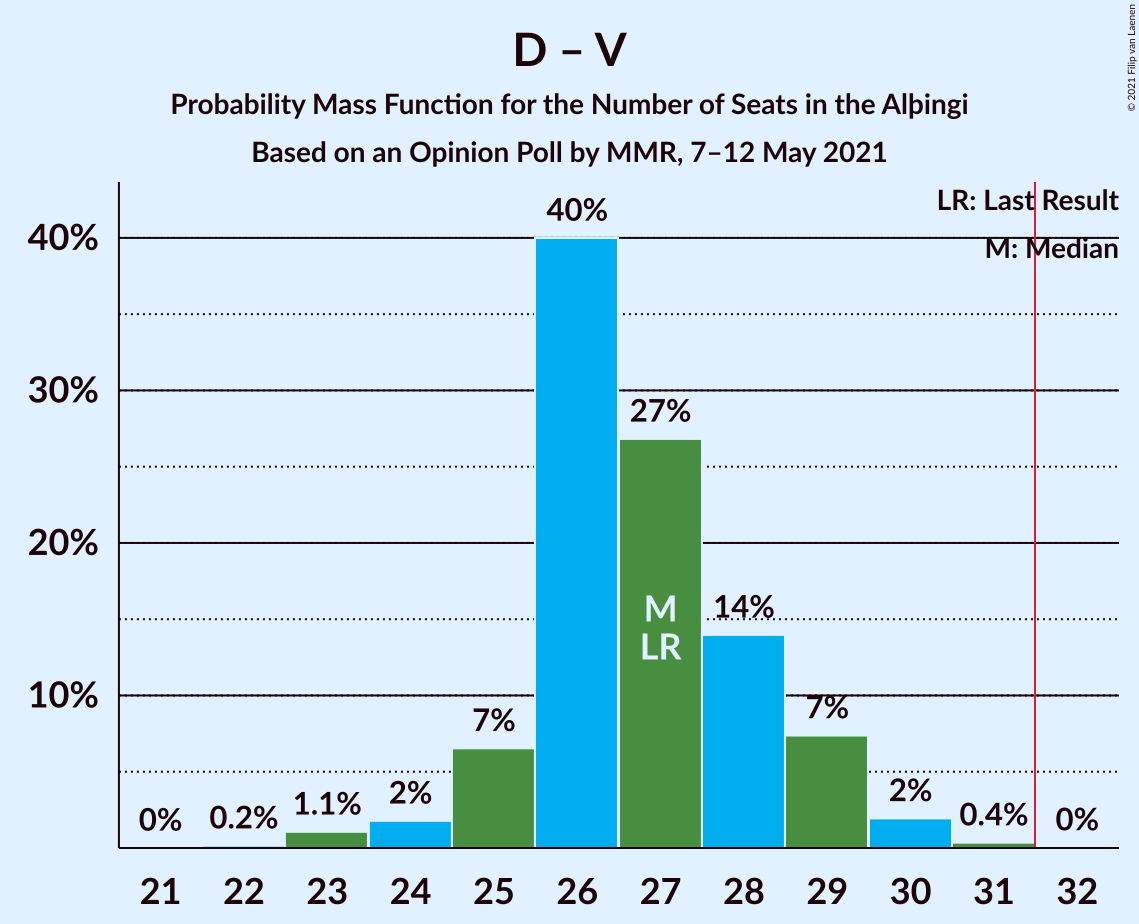 D – V
Probability Mass Function for the Number of Seats in the Alþingi
Based on an Opinion Poll by MMR, 7–12 May 2021
© 2021 Filip van Laenen
LR: Last Result
M: Median
40%
30%
20%
10%
0%
0.2%
1.1%
2%
7%
40%
27%
14%
7%
2%
0.4%
0%
M
LR
21 22 23 24 25 26 27 28 29 30 31 32